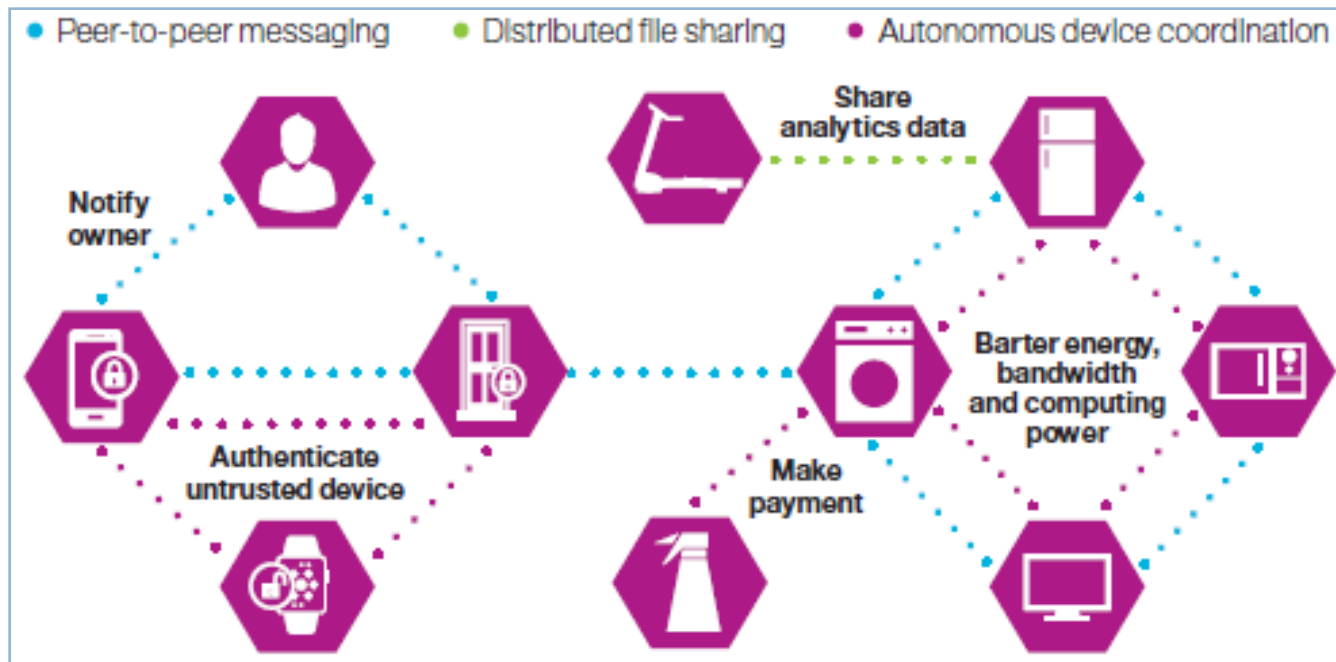 Peer-to-peer messaging
Distributed file sharing
Autonomous device coordination
Share
analytics data
Notify
owner
Barter energy,
bandwidth
and computing
power
Authenticate
untrusted device
Make
payment